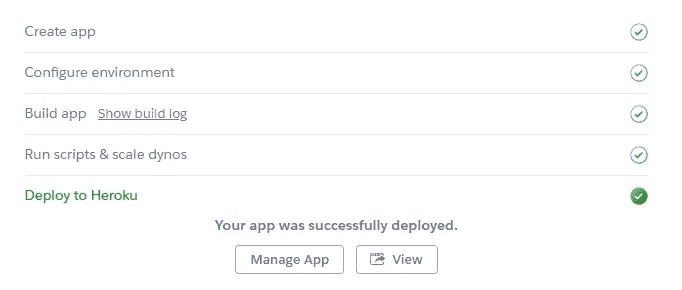 Create app
Configure environment
Build app Show build log
Run scripts & scale dynos
Deploy to Heroku
Your app was successfully deployed.
Manage App View